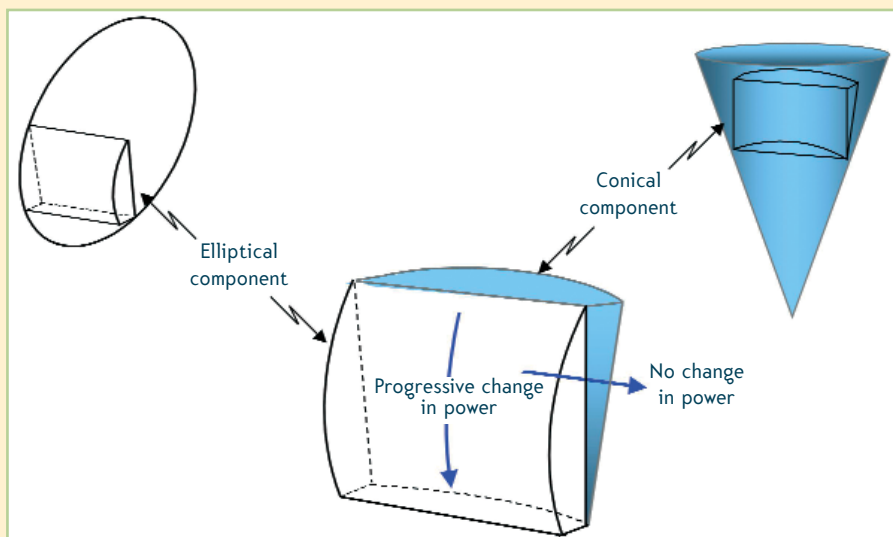 Conical
component
Elliptical
component
Progressive change
in power
No change
in power